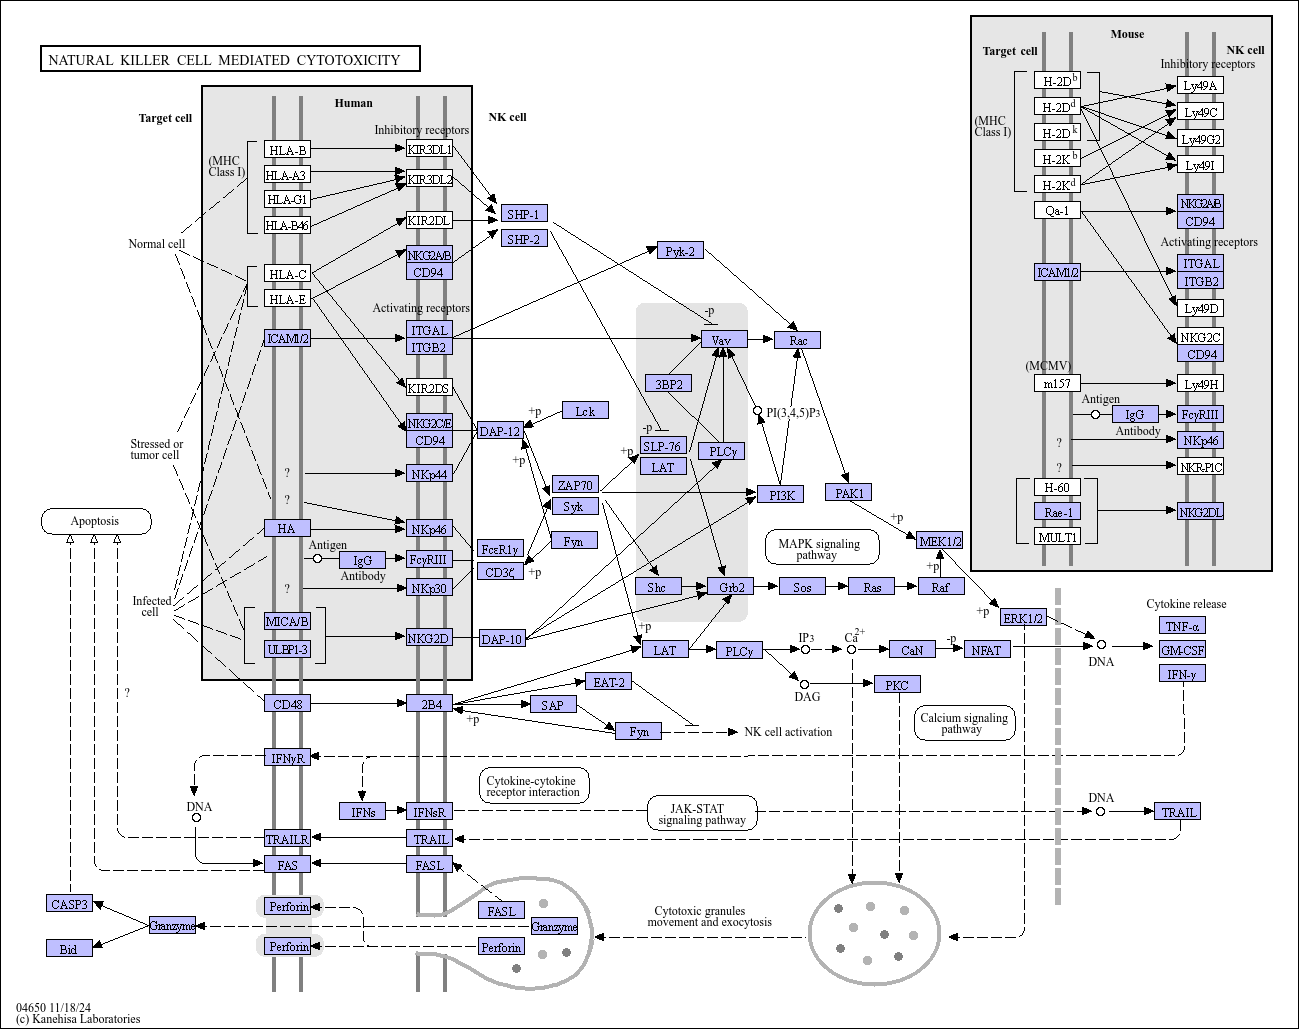 NATURAL KILLER CELL MEDIATED CYTOTOXICITY
Target cell
Human
NK cell
Inhibitory receptors
(MHC
Class I)
HLA-B
KIR3DL1
HLA-A3
KIR3DL2
HLA-G1
HLA-B46
KIR2DL
SHP-1
SHP-2
Normal cell
HLA-C
NKG2A/B
CD94
HLA-E
Pyk-2
Activating receptors
ICAM1/2
ITGAL
ITGB2
-p
Vav
Rac
KIR2DS
3BP2
NKG2C/E
CD94
DAP-12
+p
Lck
PI(3,4,5)P3
Stressed or
tumor cell
-p
SLP-76
LAT
PLCγ
+p
+p
?
NKp44
ZAP70
Syk
PI3K
PAK1
?
Apoptosis
HA
NKp46
+p
MEK1/2
Antigen
IgG
Antibody
FcγRIII
FcεR1γ
CD3ζ
Fyn
+p
MAPK signaling
pathway
+p
?
NKp30
Shc
Grb2
Sos
Ras
Raf
Infected
cell
MICA/B
ULBP1-3
NKG2D
DAP-10
+p
+p
ERK1/2
LAT
PLCγ
IP3
Ca2+
CaN
-p
NFAT
DNA
Cytokine release
TNF-α
GM-CSF
IFN-γ
DAG
PKC
?
CD48
2B4
+p
EAT-2
SAP
Fyn
NK cell activation
Calcium signaling
pathway
IFNγR
DNA
IFNs
IFNsR
Cytokine-cytokine
receptor interaction
JAK-STAT
signaling pathway
DNA
TRAIL
TRAILR
TRAIL
FAS
FASL
CASP3
Granzyme
Bid
Perforin
Perforin
FASL
Granzyme
Perforin
Cytotoxic granules
movement and exocytosis
Mouse
Target cell
NK cell
Inhibitory receptors
(MHC
Class I)
H-2Db
H-2Dd
H-2Dk
H-2Kb
H-2Kd
Ly49A
Ly49C
Ly49G2
Ly49I
Qa-1
NKG2A/B
CD94
Activating receptors
ICAM1/2
ITGAL
ITGB2
Ly49D
NKG2C
CD94
(MCMV)
m157
Ly49H
Antigen
IgG
Antibody
FcγRIII
?
NKp46
?
NKR-P1C
H-60
Rae-1
MULT1
NKG2DL
04650 11/18/24
(c) Kanehisa Laboratories